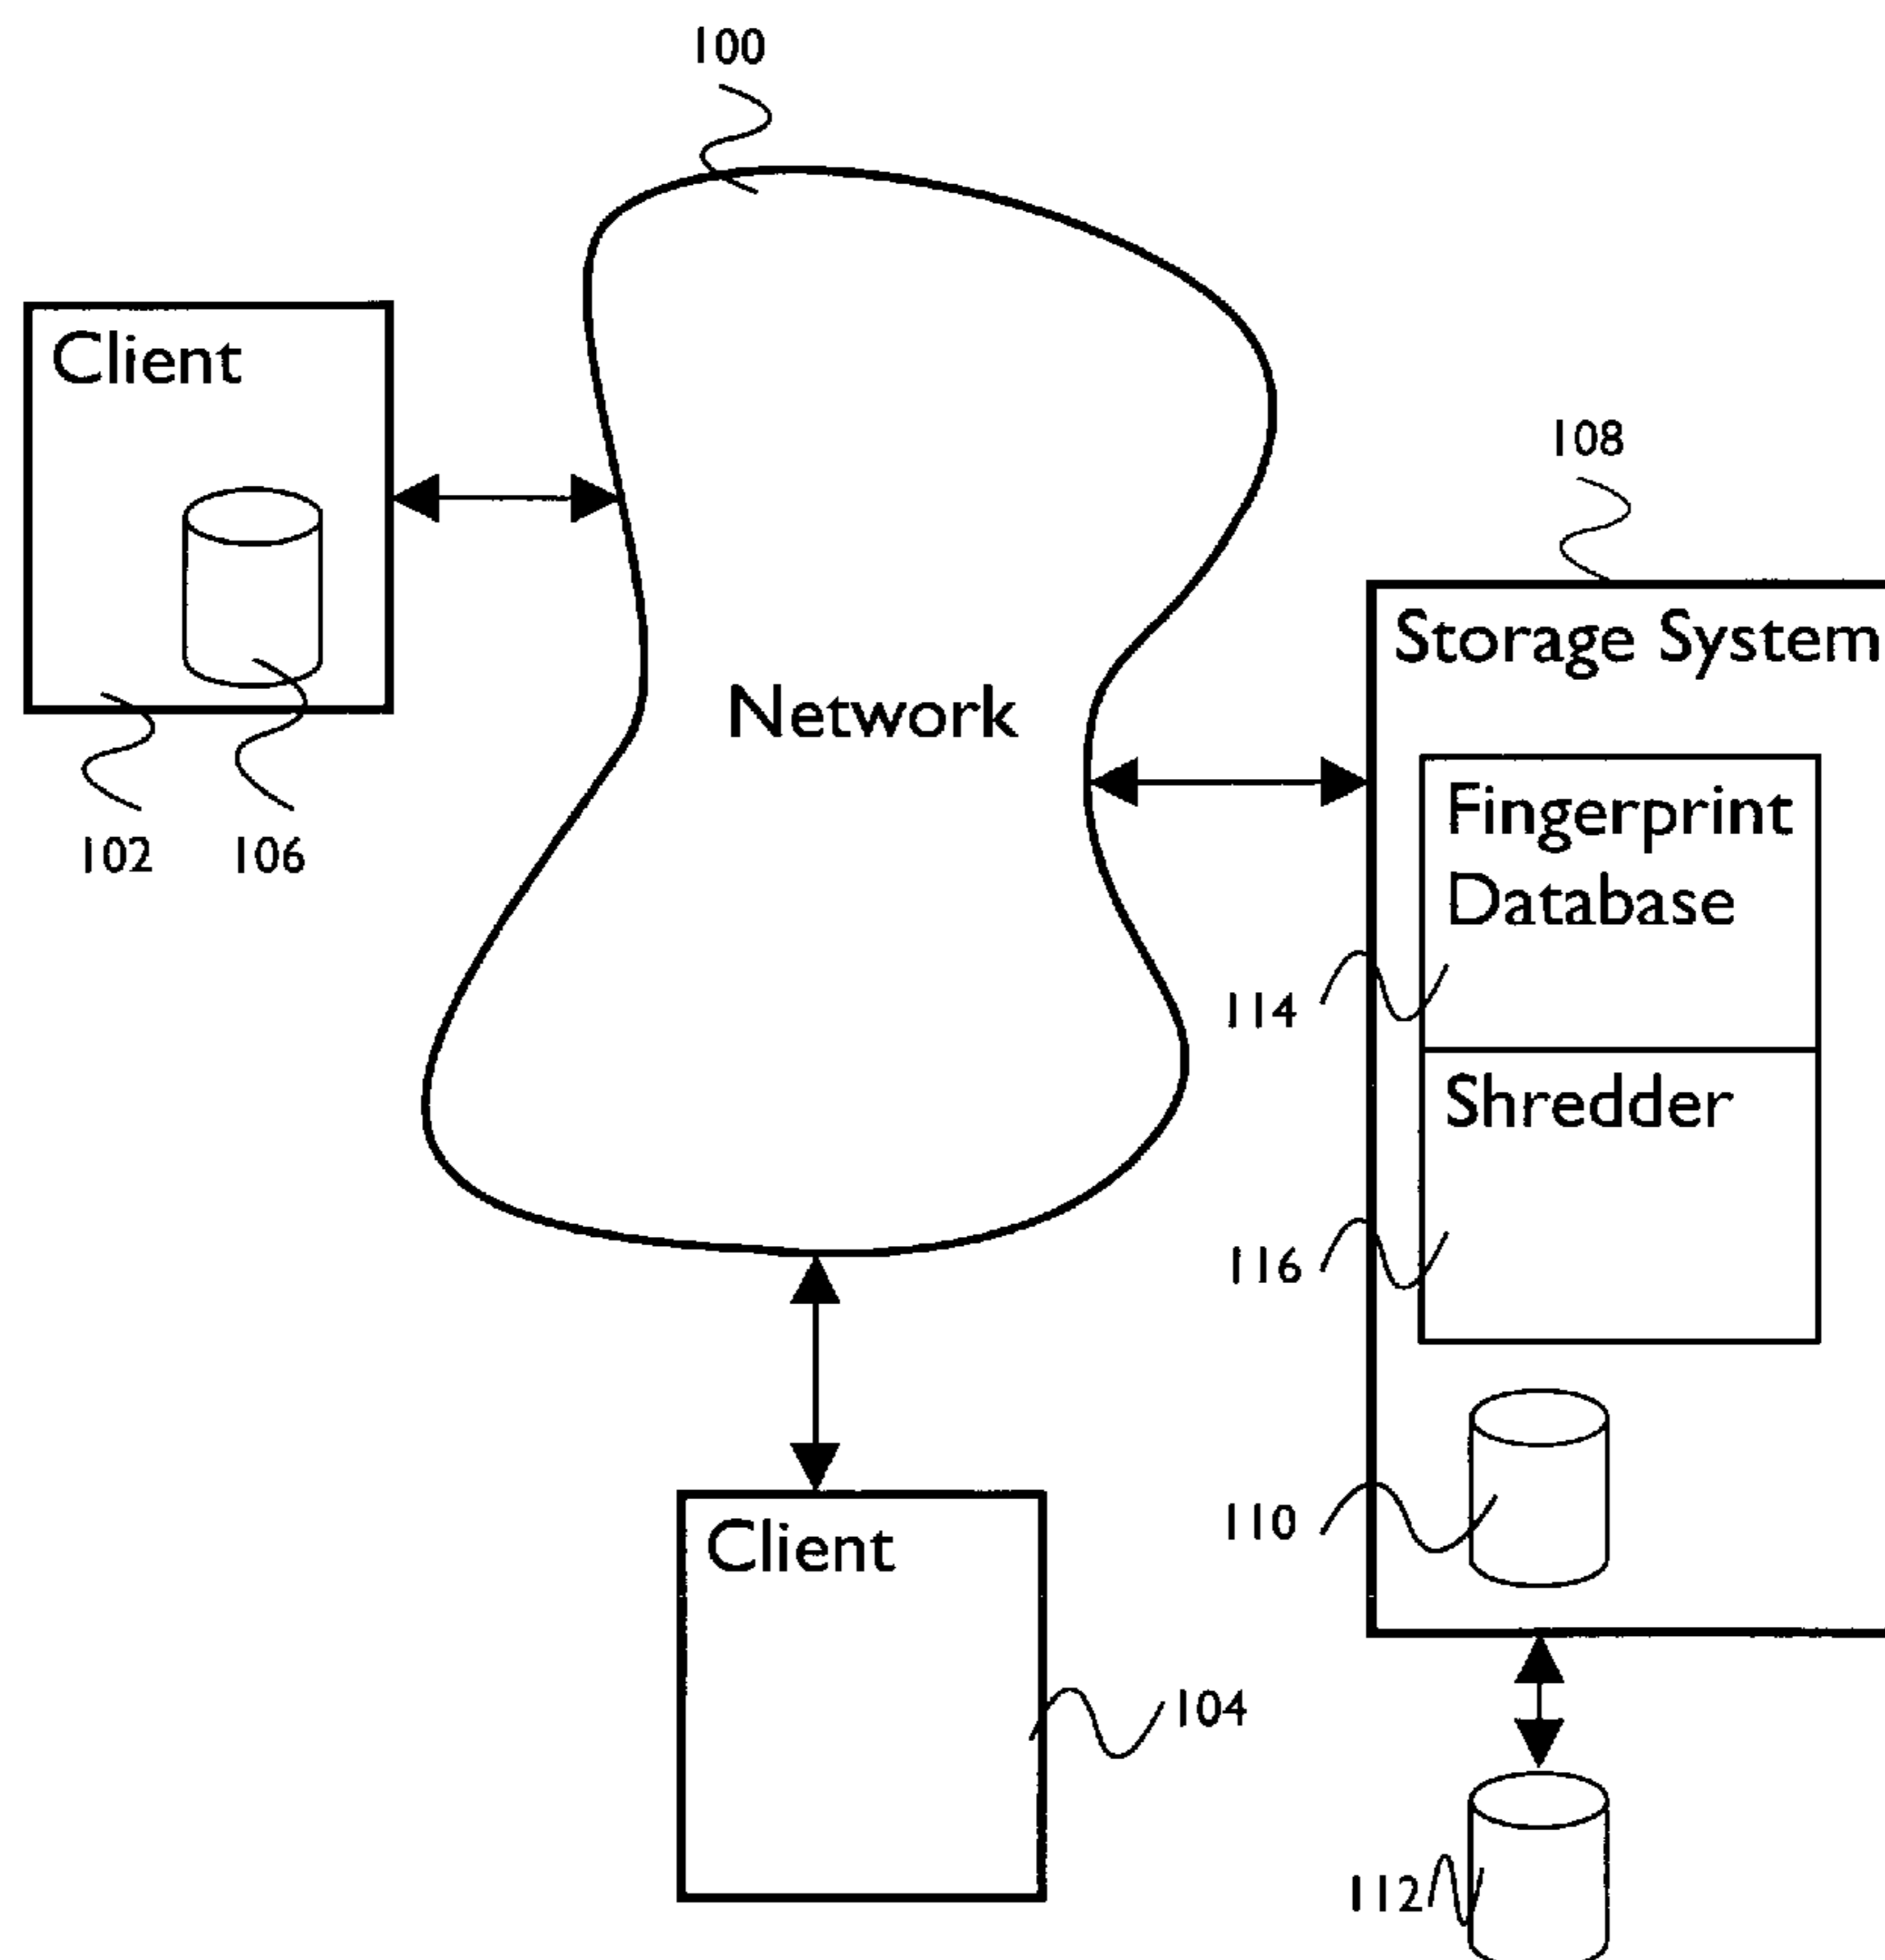 100
Client
108
Storage System
Network
Fingerprint
Database
102
106
114
Shredder
116
110
Client
104
112